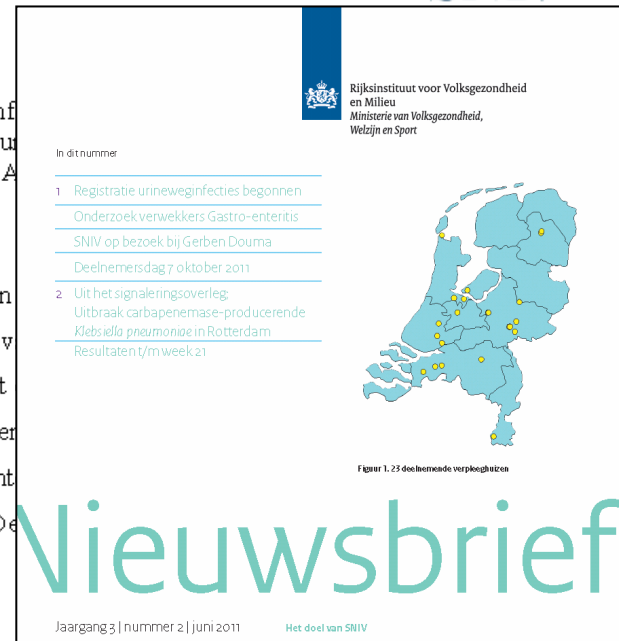 Rijksinstituut voor Volksgezondheid
en Milieu
Ministerie van Volksgezondheid,
Welzijn en Sport
In dit nummer
1 Registratie urineweginfecties begonnen
Onderzoek verwekkers Gastro-enteritis
SNIV op bezoek bij Gerben Douma
Deelnemersdag 7 oktober 2011
2 Uit het signaleringsoverleg;
Uitbraak carbapenemase-producerende
Klebsiella pneumoniae in Rotterdam
Resultaten t/m week 21
Figuur 1. 23 deelnemende verpleeghuizen
Nieuwsbrief
Jaargang 3 | nummer 2 | juni 2011
Het doel van SNIV